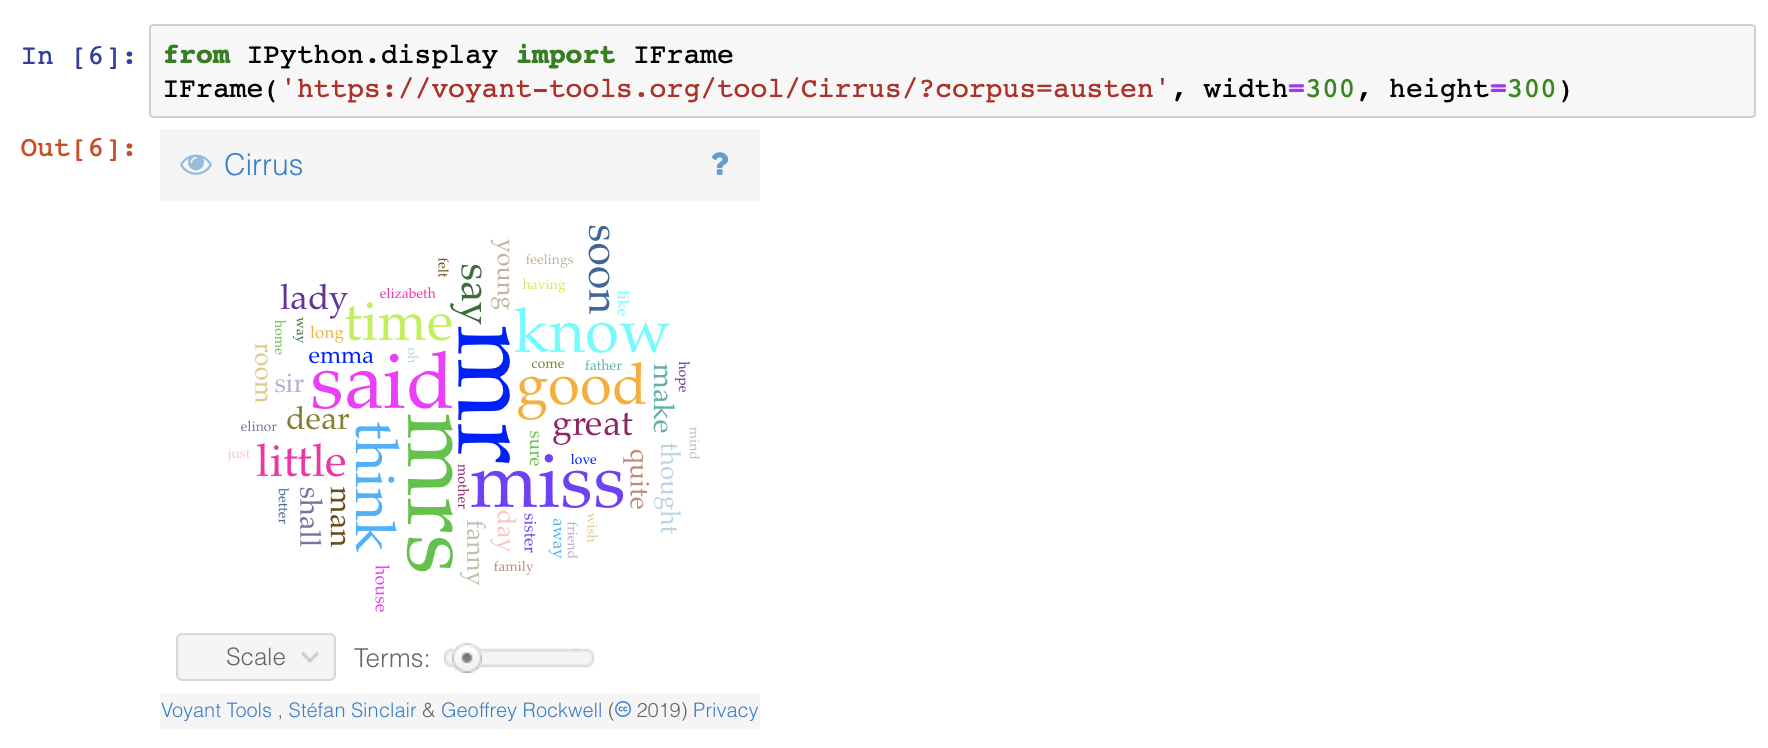 In [6]:
from IPython.display import IFrame
IFrame('https://voyant-tools.org/tool/Cirrus/?corpus=austen', width=300, height=300)
Out[6]:
Cirrus
?
soon
young
feelings
felt
say
having
like
lady
elizabeth
time
know
home
way
long
emma
oh
mr
come
father
hope
room
sir
said
good
make
dear
great
elinor
mrs
sure
mind
just
little
think
mother
love
miss
quite
thought
better
shall
man
fanny
day
sister
away
friend
wish
family
house
Scale
Terms:
Voyant Tools , Stéfan Sinclair & Geoffrey Rockwell (🄯 2019) Privacy